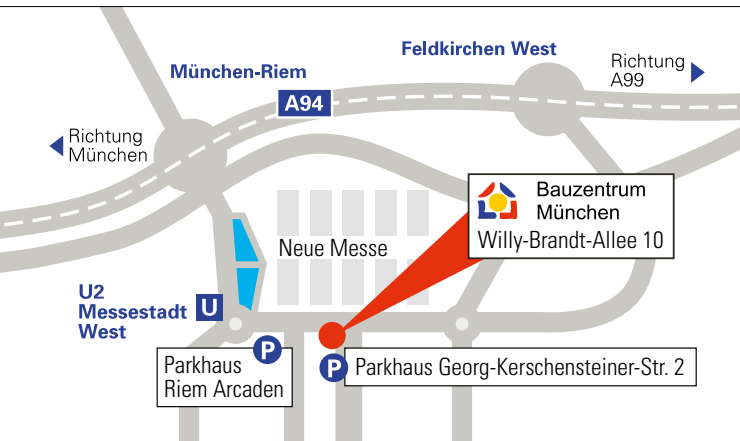 Feldkirchen West
Richtung
A99
München-Riem
A94
Richtung
München
Bauzentrum
München
Willy-Brandt-Allee 10
Neue Messe
U2
Messestadt
West
U
P
Parkhaus
Riem Arcaden
P
Parkhaus Georg-Kerschensteiner-Str. 2